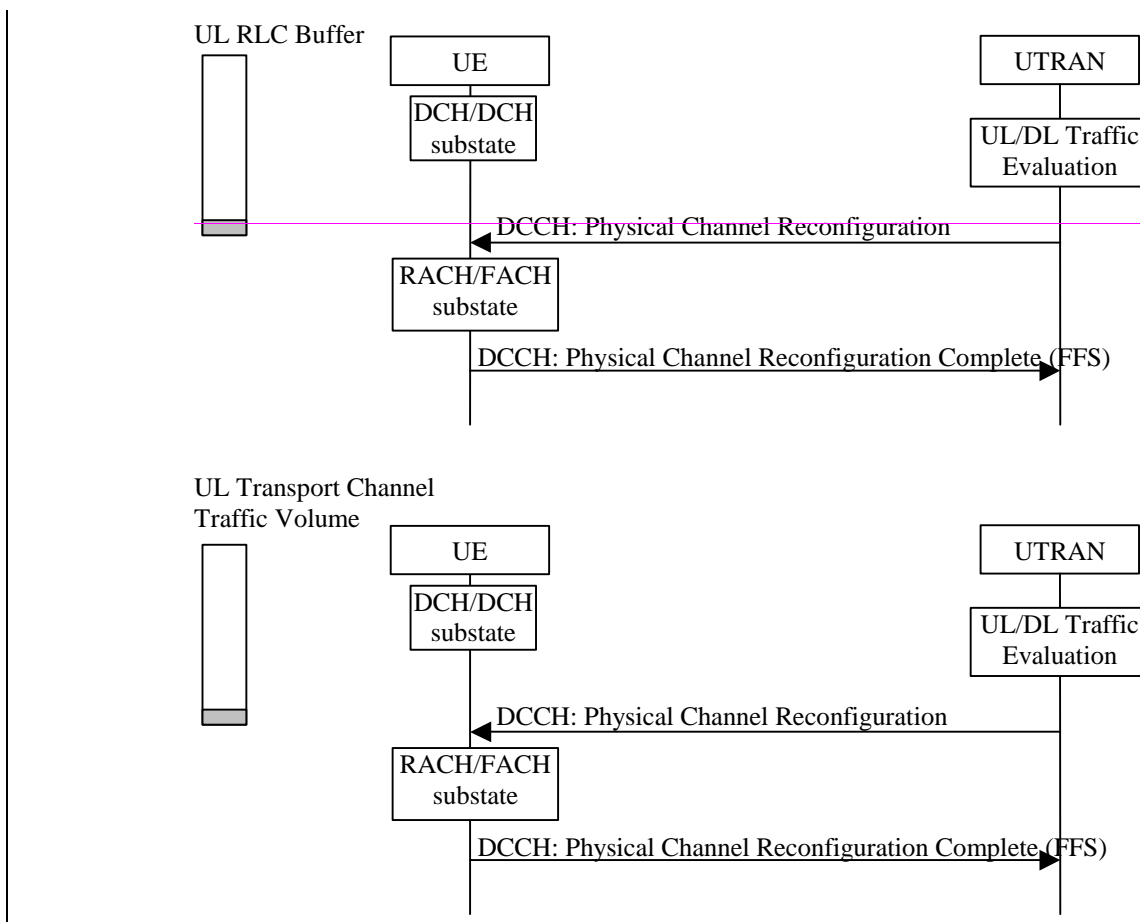 UL RLC Buffer
UE
UTRAN
DCH/DCH
substate
UL/DL Traffic
Evaluation
DCCH: Physical Channel Reconfiguration
RACH/FACH
substate
DCCH: Physical Channel Reconfiguration Complete (FFS)
UL Transport Channel
Traffic Volume
UE
UTRAN
DCH/DCH
substate
UL/DL Traffic
Evaluation
DCCH: Physical Channel Reconfiguration
RACH/FACH
substate
DCCH: Physical Channel Reconfiguration Complete (FFS)